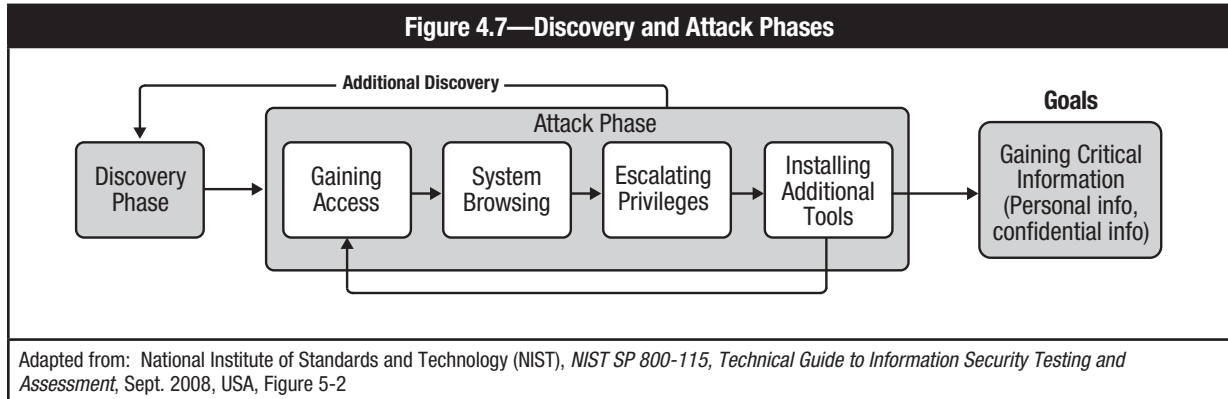 Figure 4.7—Discovery and Attack Phases
Additional Discovery
Goals
Attack Phase
Discovery
Phase
Gaining
Access
System
Browsing
Escalating
Privileges
Installing
Additional
Tools
Gaining Critical
Information
(Personal info,
confidential info)
Adapted from: National Institute of Standards and Technology (NIST), NIST SP 800-115, Technical Guide to Information Security Testing and
Assessment, Sept. 2008, USA, Figure 5-2